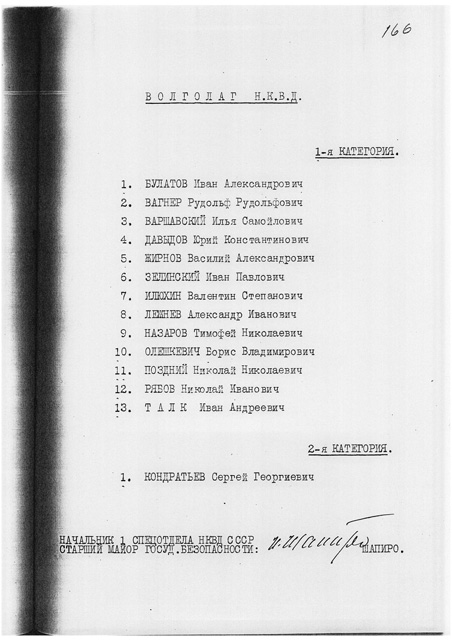 166
ВОЛГОЛАГ Н.К.В.Д.
1-я КАТЕГОРИЯ.
1. БУЛАТОВ Иван Александрович
2. ВАГНЕР Рудольф Рудольфович
3. ВАРШАВСКИЙ Илья Самойлович
4. ДАВЫДОВ Юрий Константинович
5. ЖИРНОВ Василий Александрович
6. ЗЕЛИНСКИЙ Иван Павлович
7. ИЛЮХИН Валентин Степанович
8. ЛЕЖНЕВ Александр Иванович
9. НАЗАРОВ Тимофей Николаевич
10. ОЛЕШКЕВИЧ Борис Владимирович
11. ПОЗДНИЙ Николай Николаевич
12. РЯБОВ Николай Иванович
13. ТАЛК Иван Андреевич
2-я КАТЕГОРИЯ.
1. КОНДРАТЬЕВ Сергей Георгиевич
НАЧАЛЬНИК 1 СПЕЦОТДЕЛА НКВД СССР
СТАРШИЙ МАЙОР ГОСУД.БЕЗОПАСНОСТИ: И.Шапиро ШАПИРО.